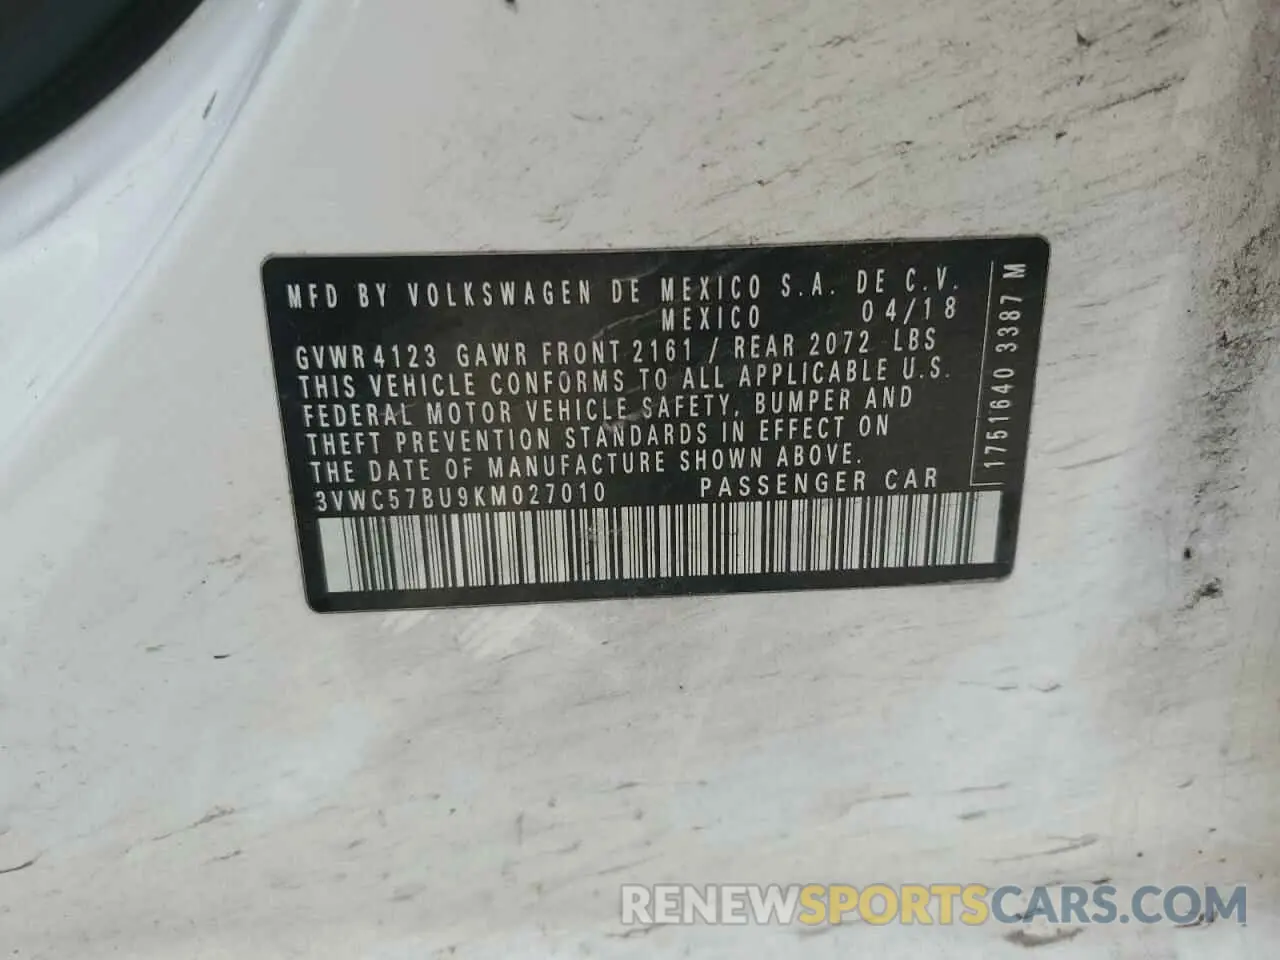 MFD BY VOLKSWAGEN DE MEXICO S.A. DE C.V.
MEXICO 04/18
GVWR 4123 GAWR FRONT 2161 / REAR 2072 LBS
THIS VEHICLE CONFORMS TO ALL APPLICABLE U.S.
FEDERAL MOTOR VEHICLE SAFETY, BUMPER AND
THEFT PREVENTION STANDARDS IN EFFECT ON
THE DATE OF MANUFACTURE SHOWN ABOVE.
3VWC57BU9KM027010 PASSENGER CAR
1751640 3387 M
RENEWSPORTSCARS.COM